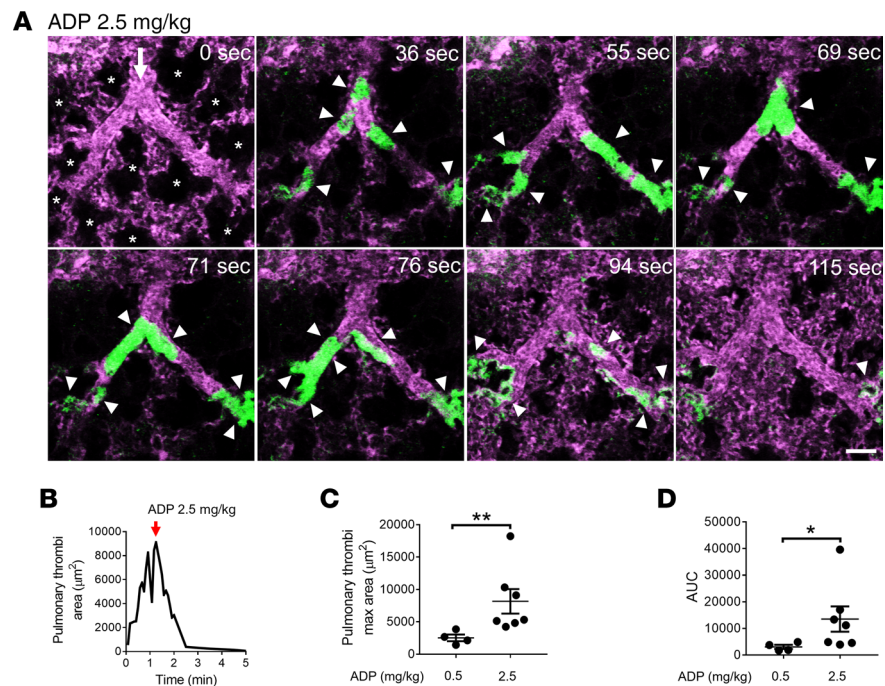 A
ADP 2.5 mg/kg
0 sec
36 sec
55 sec
69 sec
* * * * * * * * * * * *
71 sec
76 sec
94 sec
115 sec
B
ADP 2.5 mg/kg
Pulmonary thrombi
area (μm2)
10000
8000
6000
4000
2000
0
0 1 2 3 4 5
Time (min)
C
**
Pulmonary thrombi
max area (μm2)
20000
15000
10000
5000
0
ADP (mg/kg) 0.5 2.5
D
*
AUC
50000
40000
30000
20000
10000
0
ADP (mg/kg) 0.5 2.5